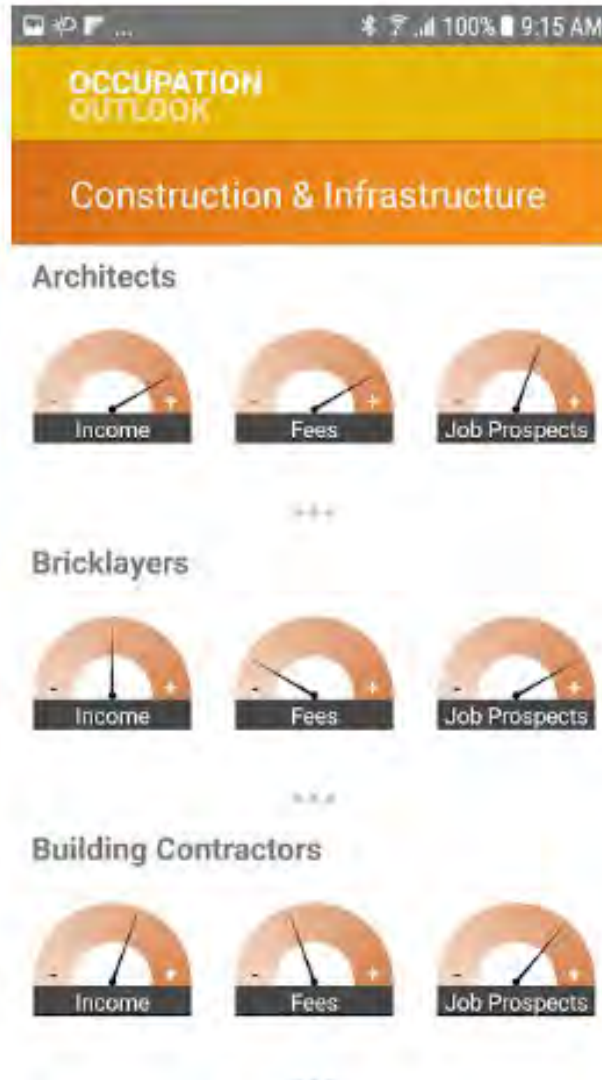 ... 100% 9:15 AM
OCCUPATION
OUTLOOK
Construction & Infrastructure
Architects
- + - + - +
Income Fees Job Prospects
...
Bricklayers
- + - + - +
Income Fees Job Prospects
...
Building Contractors
- + - + - +
Income Fees Job Prospects
...